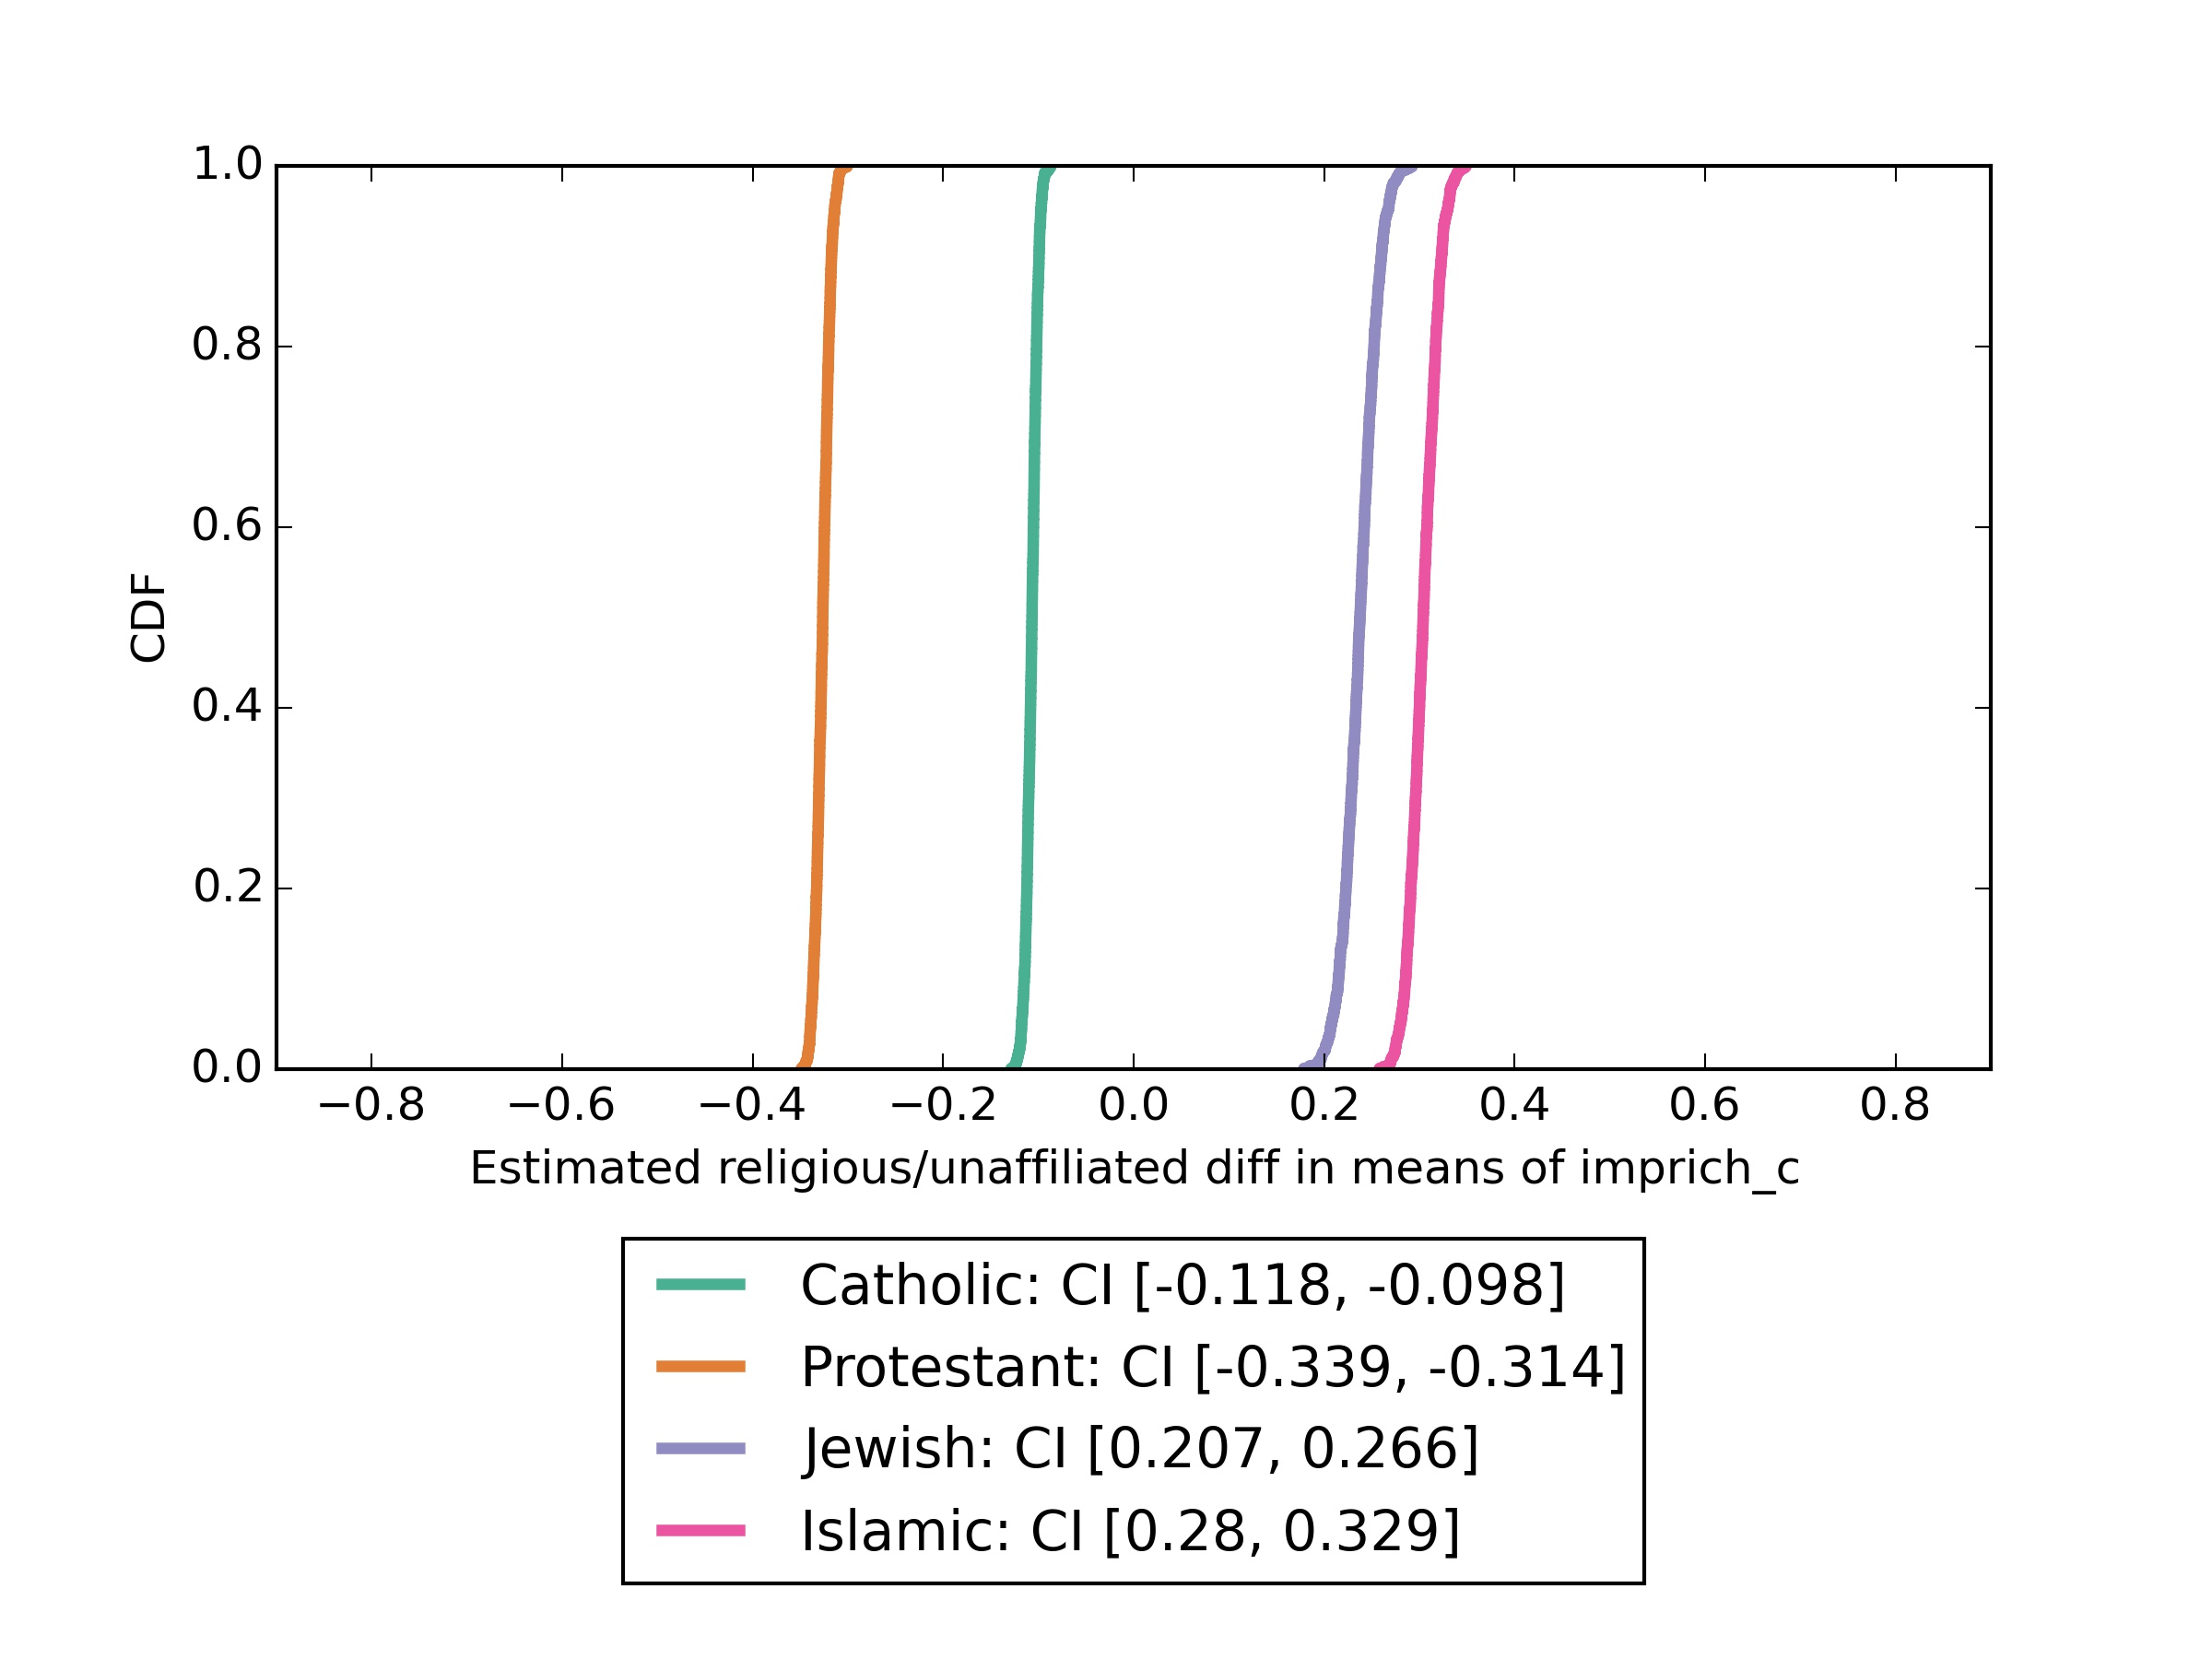 1.0
0.8
0.6
0.4
0.2
0.0
CDF
−0.8 −0.6 −0.4 −0.2 0.0 0.2 0.4 0.6 0.8
Estimated religious/unaffiliated diff in means of imprich_c
Catholic: CI [-0.118, -0.098]
Protestant: CI [-0.339, -0.314]
Jewish: CI [0.207, 0.266]
Islamic: CI [0.28, 0.329]